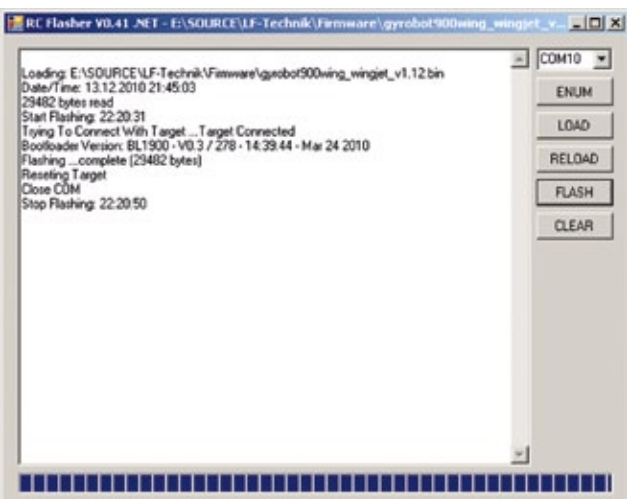 RC Flasher V0.41 .NET - E:\SOURCE\LF-Technik\Firmware\gyrobot900wing_wingjet_v...
COM10
Loading: E:\SOURCE\LF-Technik\Firmware\gyrobot900wing_wingjet_v1.12.bin
Date/Time: 13.12.2010 21:45:03
29482 bytes read
Start Flashing: 22:20:31
Trying To Connect With Target ...Target Connected
Bootloader Version: BL1900 - V0.3 / 278 - 14:39:44 - Mar 24 2010
Flashing ...complete (29482 bytes)
Reseting Target
Close COM
Stop Flashing: 22:20:50
ENUM
LOAD
RELOAD
FLASH
CLEAR